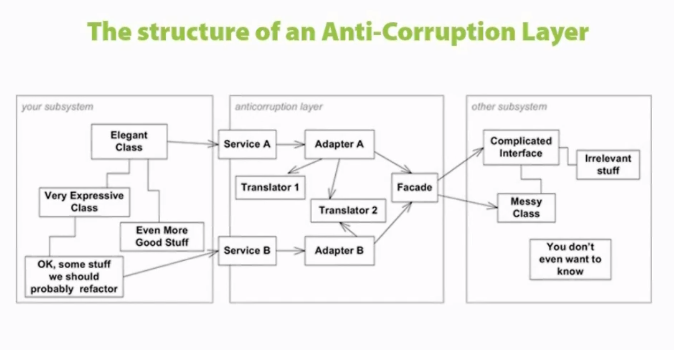 The structure of an Anti-Corruption Layer
your subsystem
Elegant
Class
Very Expressive
Class
Even More
Good Stuff
OK, some stuff
we should
probably refactor
anticorruption layer
Service A
Adapter A
Translator 1
Translator 2
Facade
Service B
Adapter B
other subsystem
Complicated
Interface
Irrelevant
stuff
Messy
Class
You don't
even want to
know